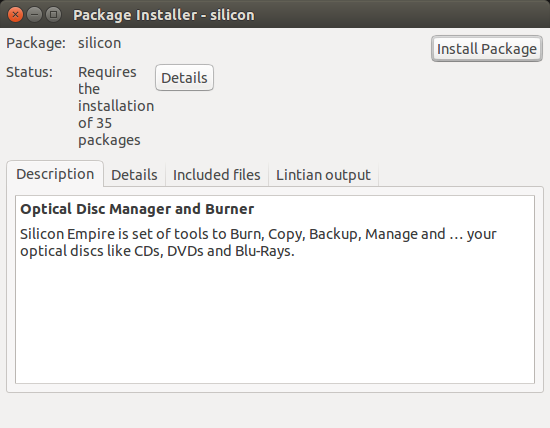 Package Installer - silicon
Package: silicon
Install Package
Status: Requires
the
installation
of 35
packages
Details
Description Details Included files Lintian output
Optical Disc Manager and Burner
Silicon Empire is set of tools to Burn, Copy, Backup, Manage and ... your
optical discs like CDs, DVDs and Blu-Rays.